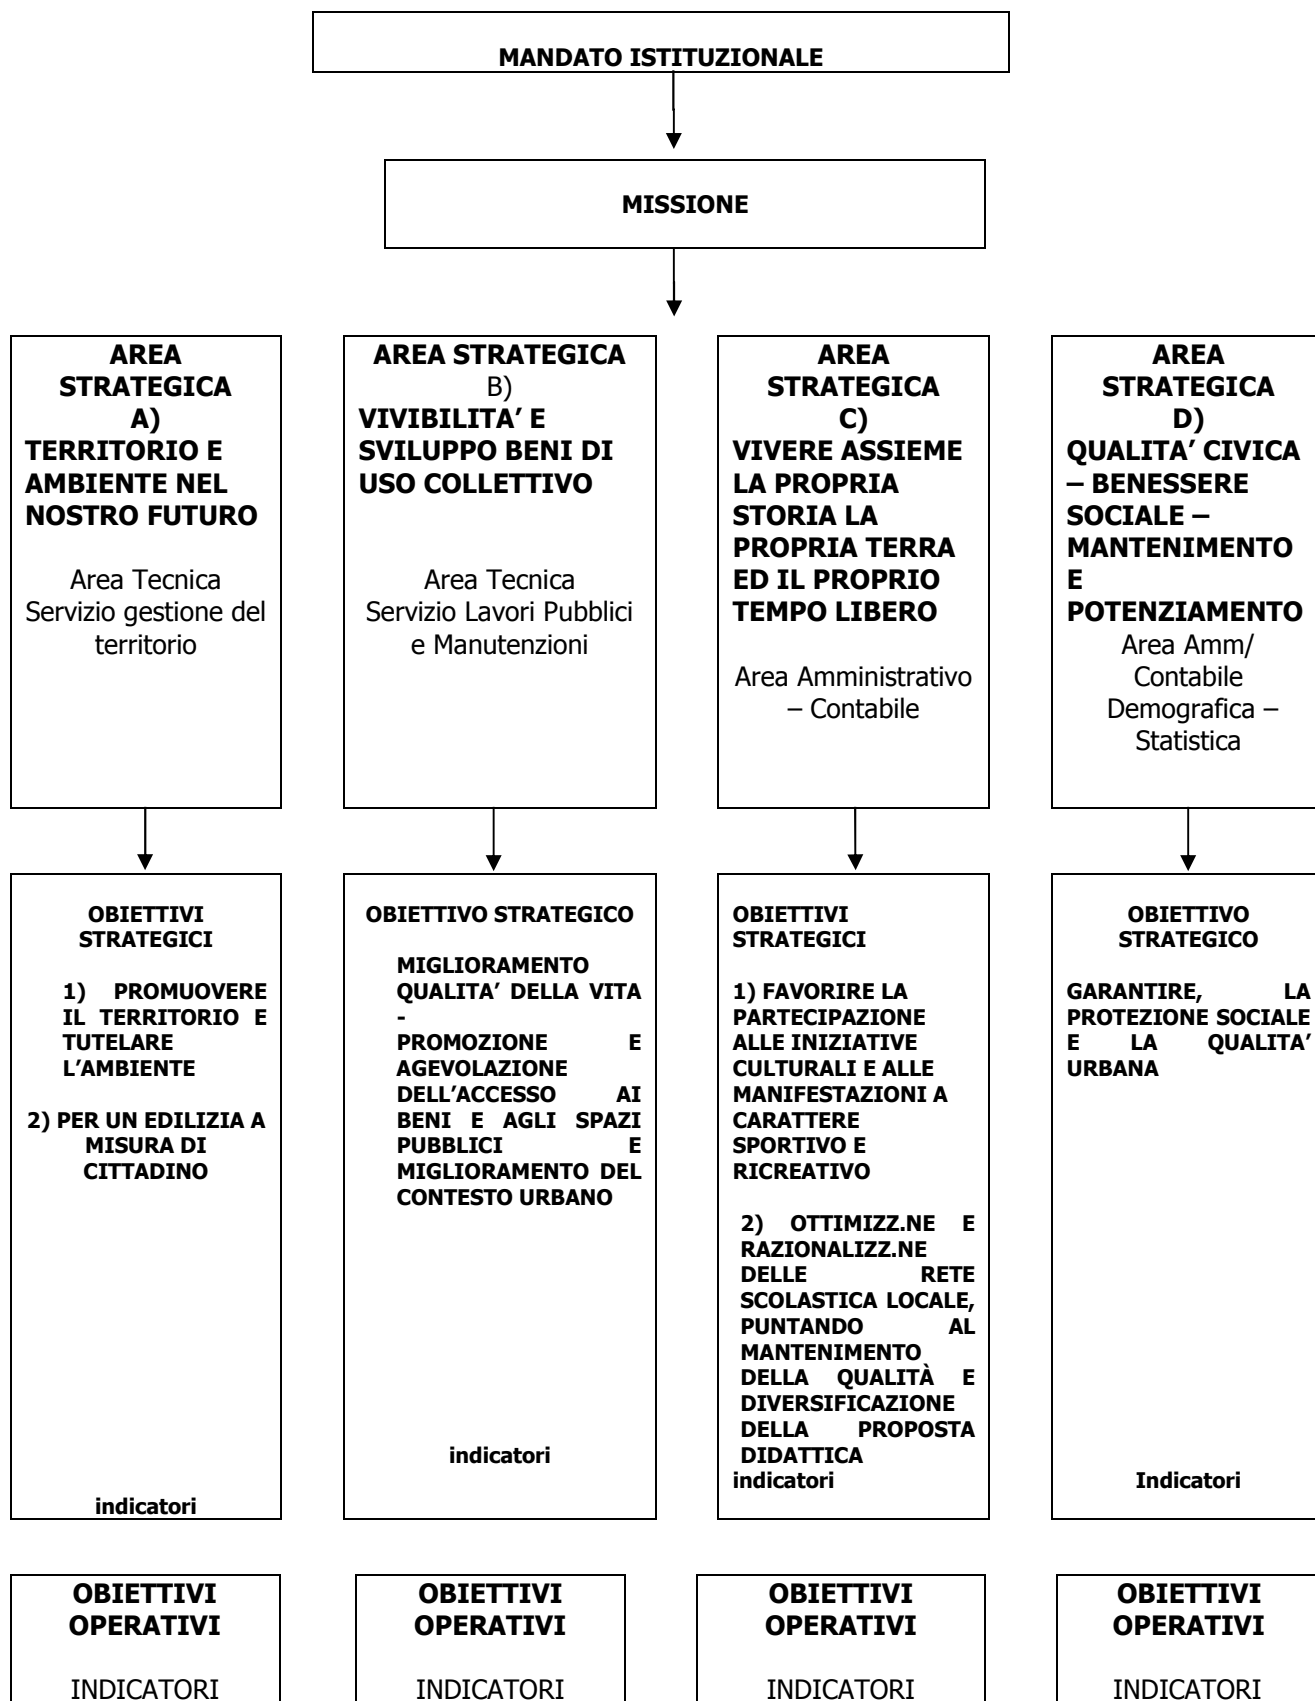 MANDATO ISTITUZIONALE
MISSIONE
AREA
STRATEGICA
A)
TERRITORIO E
AMBIENTE NEL
NOSTRO FUTURO
Area Tecnica
Servizio gestione del
territorio
AREA STRATEGICA
B)
VIVIBILITA’ E
SVILUPPO BENI DI
USO COLLETTIVO
Area Tecnica
Servizio Lavori Pubblici
e Manutenzioni
AREA
STRATEGICA
C)
VIVERE ASSIEME
LA PROPRIA
STORIA LA
PROPRIA TERRA
ED IL PROPRIO
TEMPO LIBERO
Area Amministrativo
– Contabile
AREA
STRATEGICA
D)
QUALITA’ CIVICA
– BENESSERE
SOCIALE –
MANTENIMENTO
E
POTENZIAMENTO
Area Amm/
Contabile
Demografica –
Statistica
OBIETTIVI
STRATEGICI
1) PROMUOVERE
IL TERRITORIO E
TUTELARE
L’AMBIENTE
2) PER UN EDILIZIA A
MISURA DI
CITTADINO
indicatori
OBIETTIVO STRATEGICO
MIGLIORAMENTO
QUALITA’ DELLA VITA
-
PROMOZIONE E
AGEVOLAZIONE
DELL’ACCESSO AI
BENI E AGLI SPAZI
PUBBLICI E
MIGLIORAMENTO DEL
CONTESTO URBANO
indicatori
OBIETTIVI
STRATEGICI
1) FAVORIRE LA
PARTECIPAZIONE
ALLE INIZIATIVE
CULTURALI E ALLE
MANIFESTAZIONI A
CARATTERE
SPORTIVO E
RICREATIVO
2) OTTIMIZZ.NE E
RAZIONALIZZ.NE
DELLE RETE
SCOLASTICA LOCALE,
PUNTANDO AL
MANTENIMENTO
DELLA QUALITÀ E
DIVERSIFICAZIONE
DELLA PROPOSTA
DIDATTICA
indicatori
OBIETTIVO
STRATEGICO
GARANTIRE, LA
PROTEZIONE SOCIALE
E LA QUALITA’
URBANA
Indicatori
OBIETTIVI
OPERATIVI
INDICATORI
OBIETTIVI
OPERATIVI
INDICATORI
OBIETTIVI
OPERATIVI
INDICATORI
OBIETTIVI
OPERATIVI
INDICATORI